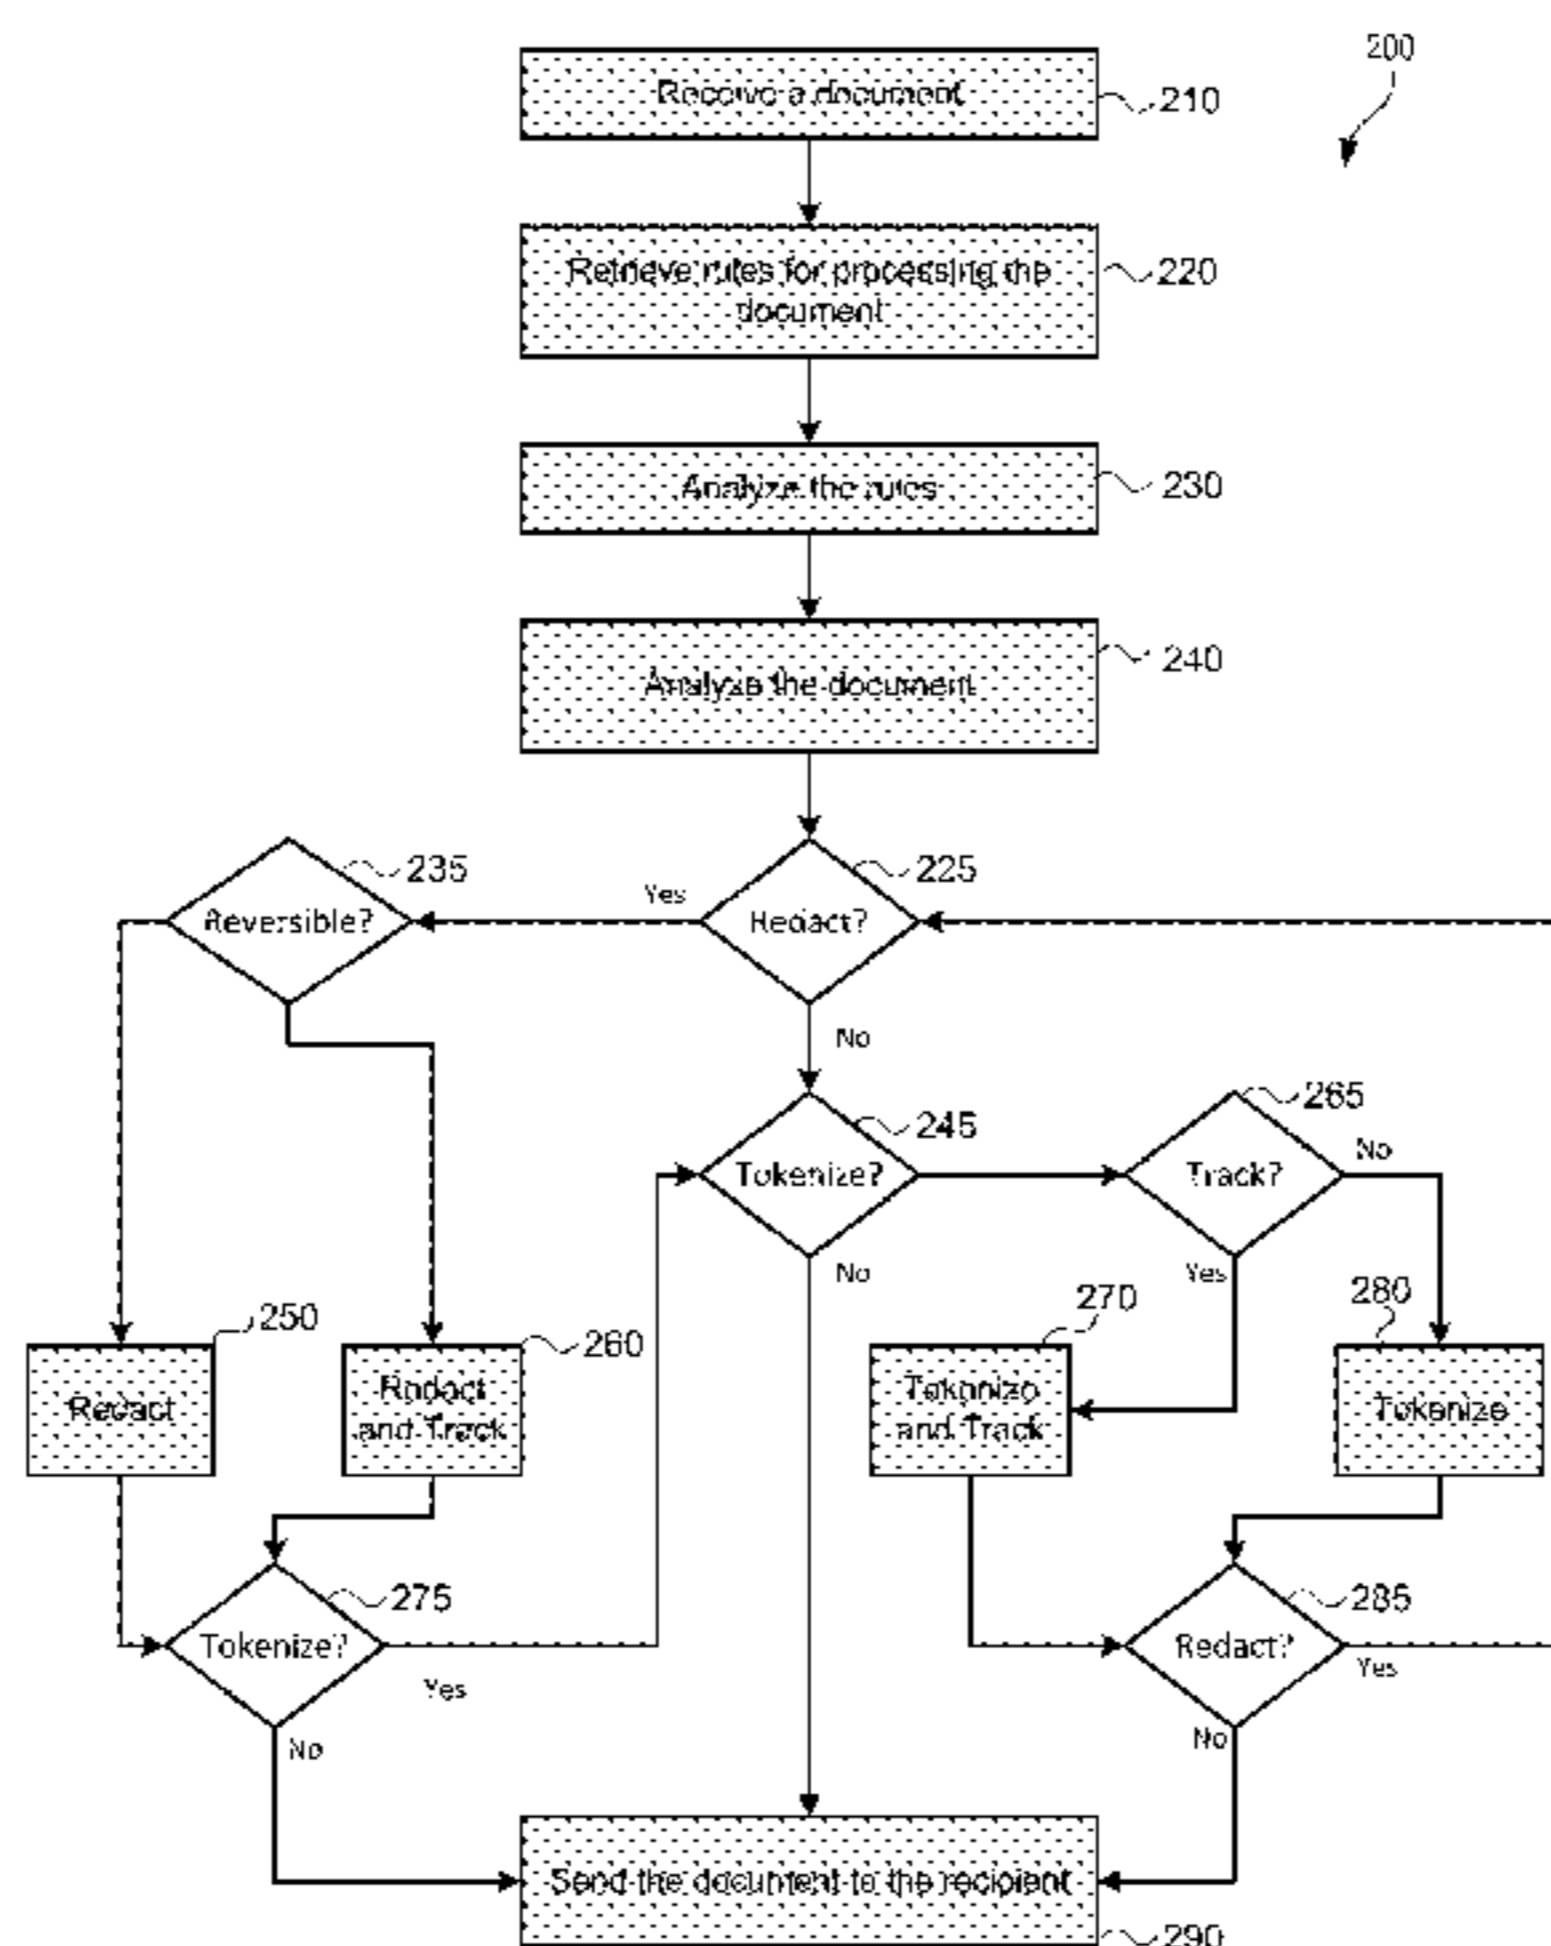 200
Receive a document
210
Retrieve rules for processing the
document
220
Analyze the rules
230
Analyze the document
240
235
Reversible?
Yes
225
Redact?
No
245
Tokenize?
No
265
Track?
No
Yes
250
Redact
260
Redact
and Track
270
Tokenize
and Track
280
Tokenize
275
Tokenize?
Yes
No
285
Redact?
Yes
No
Send the document to the recipient
290